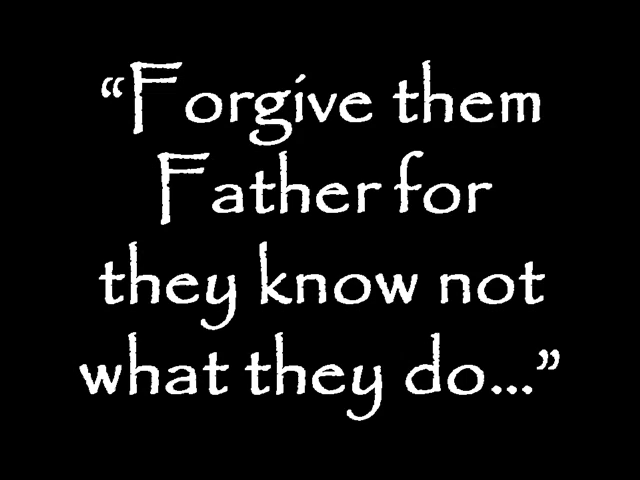 “Forgive them
Father for
they know not
what they do...”